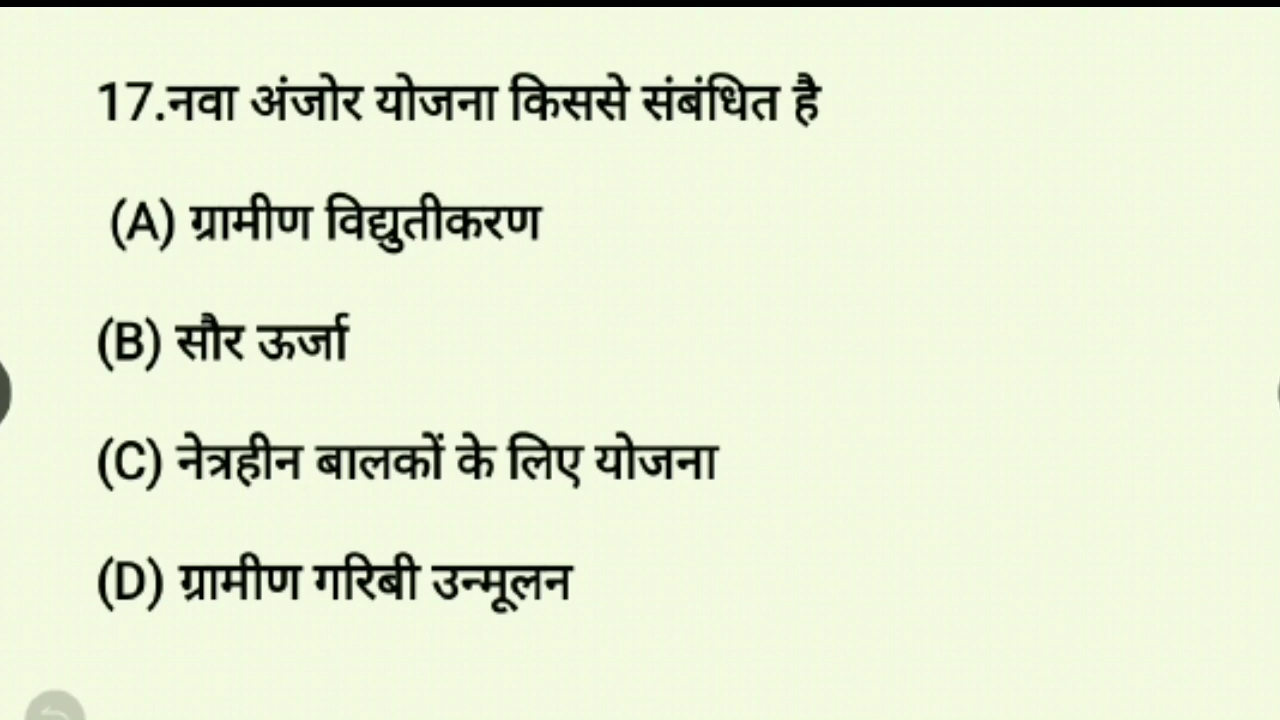 17.नवा अंजोर योजना किससे संबंधित है
(A) ग्रामीण विद्युतीकरण
(B) सौर ऊर्जा
(C) नेत्रहीन बालकों के लिए योजना
(D) ग्रामीण गरिबी उन्मूलन